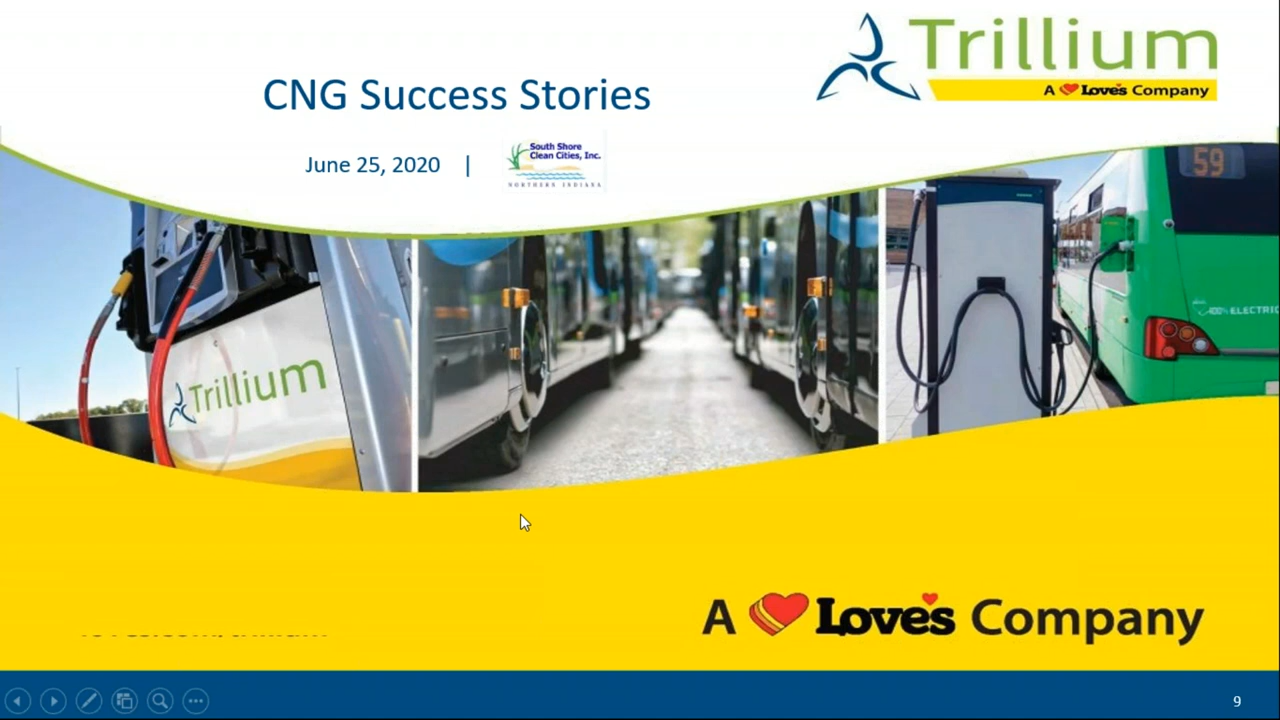 Trillium
A Love's Company
CNG Success Stories
June 25, 2020 |
South Shore
Clean Cities, Inc.
NORTHERN INDIANA
59
100% ELECTRIC
Trillium
A Love's Company
9